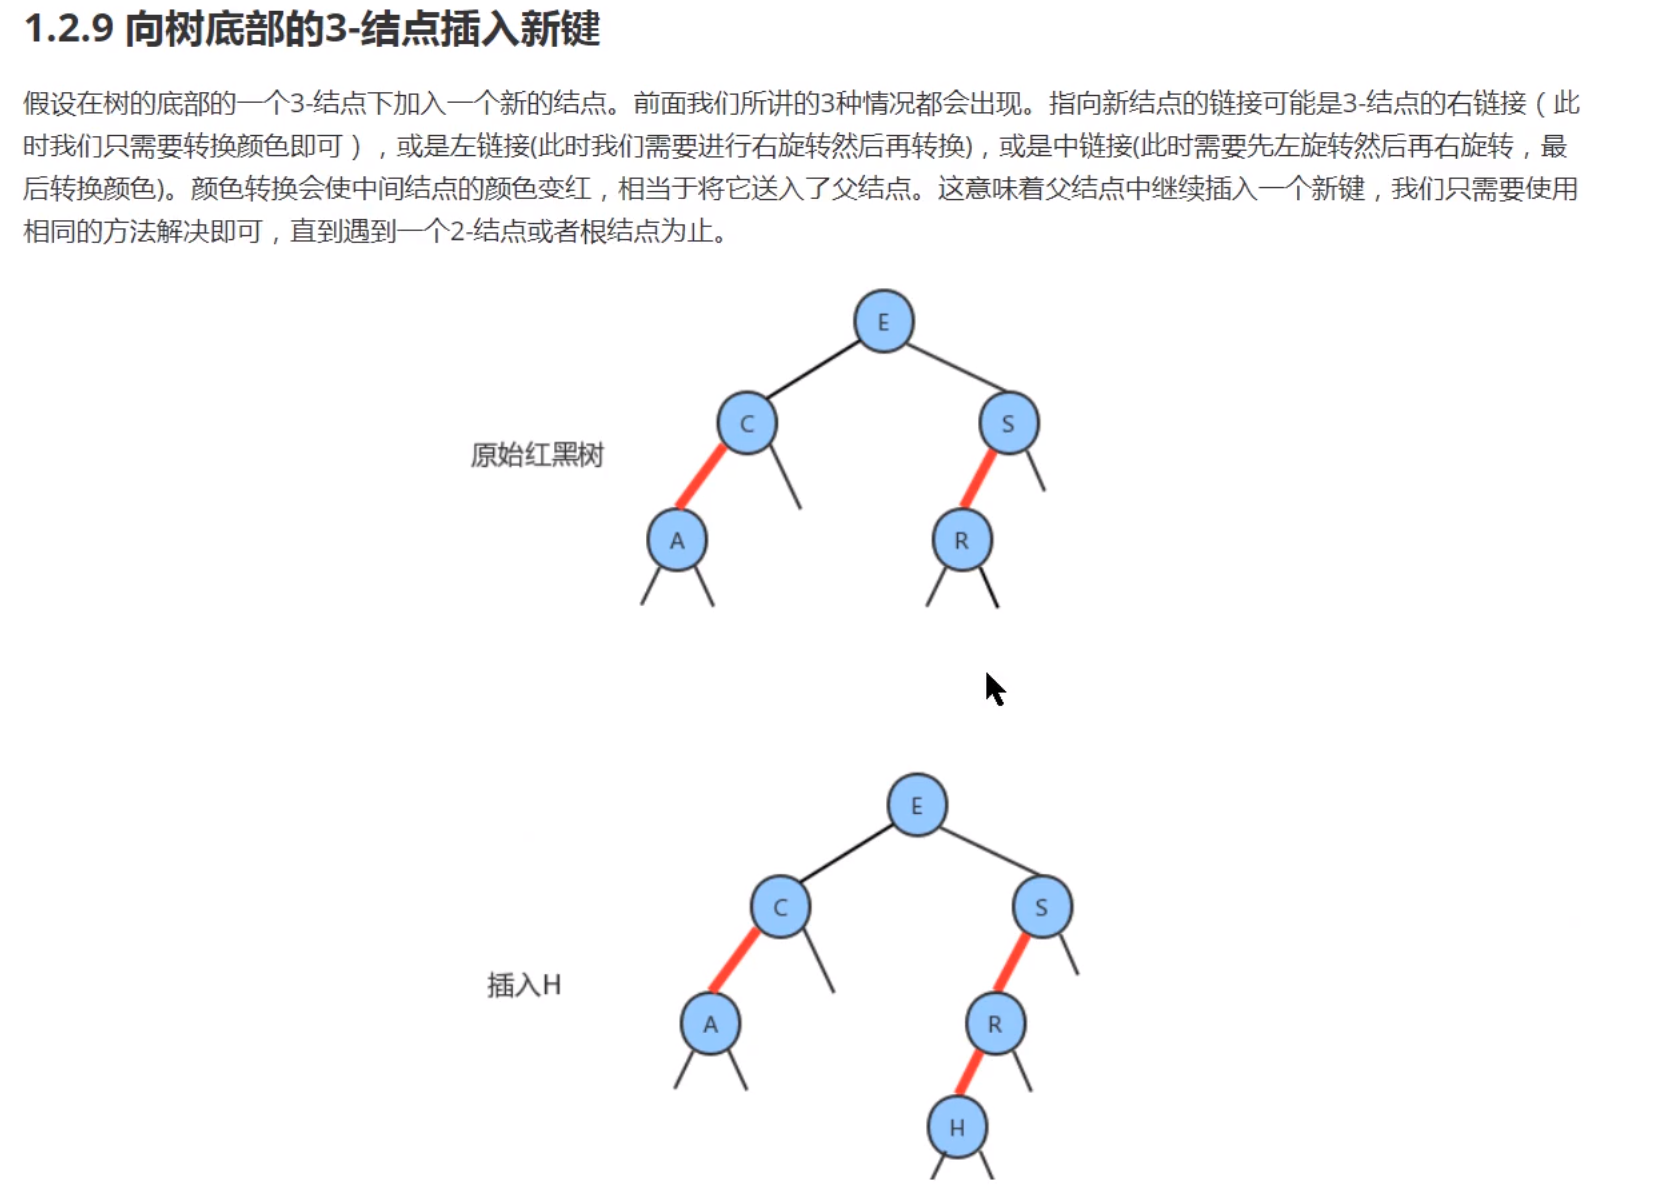 1.2.9 向树底部的3-结点插入新键
假设在树的底部的一个3-结点下加入一个新的结点。前面我们所讲的3种情况都会出现。指向新结点的链接可能是3-结点的右链接（此
时我们只需要转换颜色即可），或是左链接(此时我们需要进行右旋转然后再转换)，或是中链接(此时需要先左旋转然后再右旋转，最
后转换颜色)。颜色转换会使中间结点的颜色变红，相当于将它送入了父结点。这意味着父结点中继续插入一个新键，我们只需要使用
相同的方法解决即可，直到遇到一个2-结点或者根结点为止。
E
C
S
原始红黑树
A
R
E
C
S
插入H
A
R
H